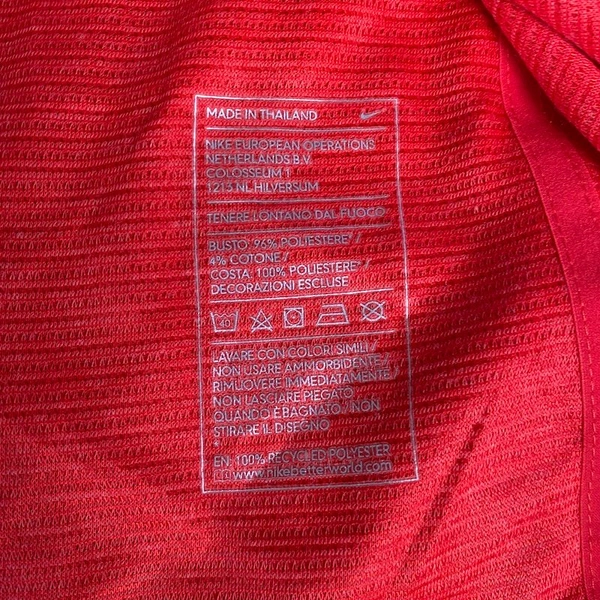 MADE IN THAILAND
NIKE EUROPEAN OPERATIONS
NETHERLANDS B.V.
COLOSSEUM 1
1213 NL HILVERSUM
TENERE LONTANO DAL FUOCO
BUSTO: 96% POLIESTERE /
4% COTONE /
COSTA: 100% POLIESTERE /
DECORAZIONI ESCLUSE
40
LAVARE CON COLORI SIMILI /
NON USARE AMMORBIDENTE /
RIMUOVERE IMMEDIATAMENTE /
NON LASCIARE PIEGATO
QUANDO È BAGNATO / NON
STIRARE IL DISEGNO
EN: 100% RECYCLED POLYESTER
www.nikebetterworld.com